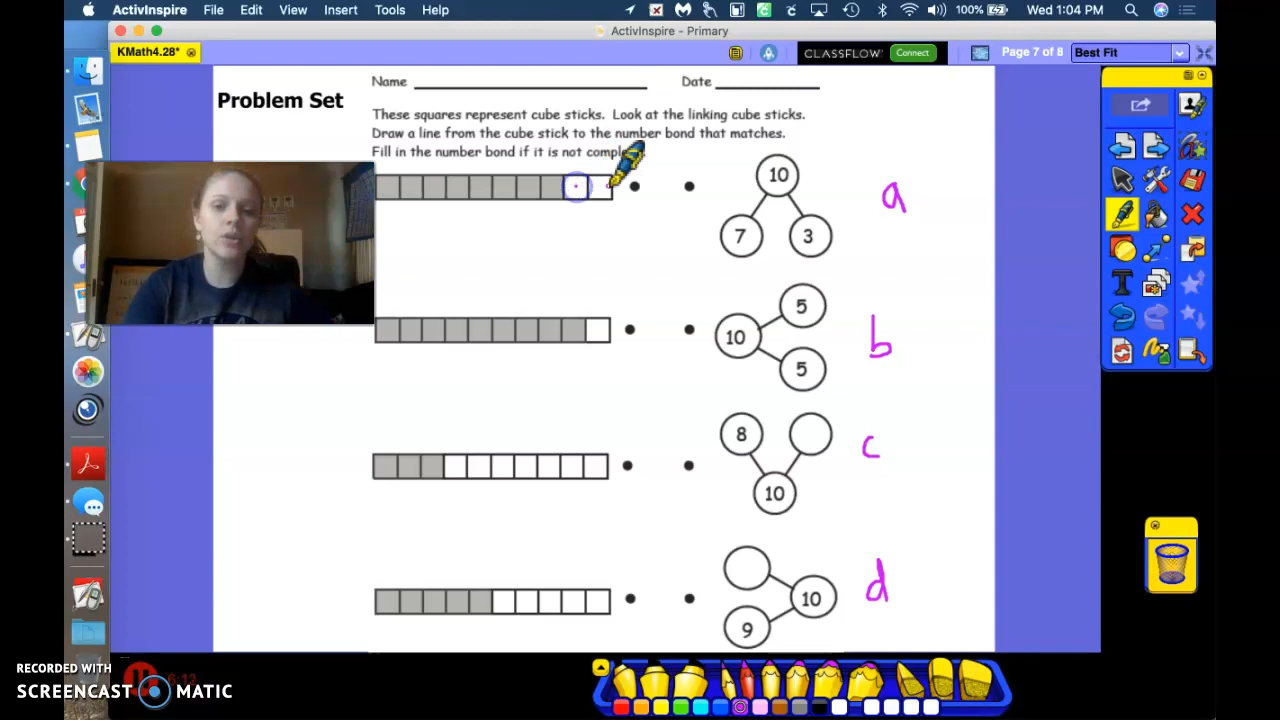 ActivInspire File Edit View Insert Tools Help 100% Wed 1:04 PM
ActivInspire - Primary
KMath4.28* CLASSFLOW Connect Page 7 of 8 Best Fit
Name Date
Problem Set
These squares represent cube sticks. Look at the linking cube sticks.
Draw a line from the cube stick to the number bond that matches.
Fill in the number bond if it is not
10
a
7 3
5
10
b
5
8
c
10
10
d
9
RECORDED WITH
SCREENCAST MATIC